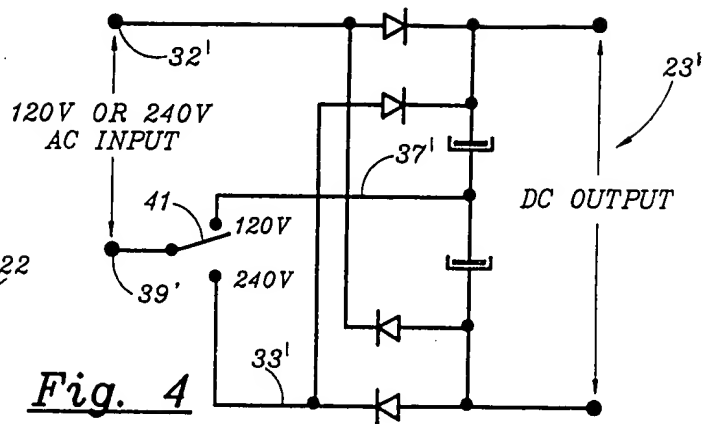 32'
23'
120V OR 240V
AC INPUT
37'
41
120V
DC OUTPUT
22
39'
240V
33'
Fig. 4